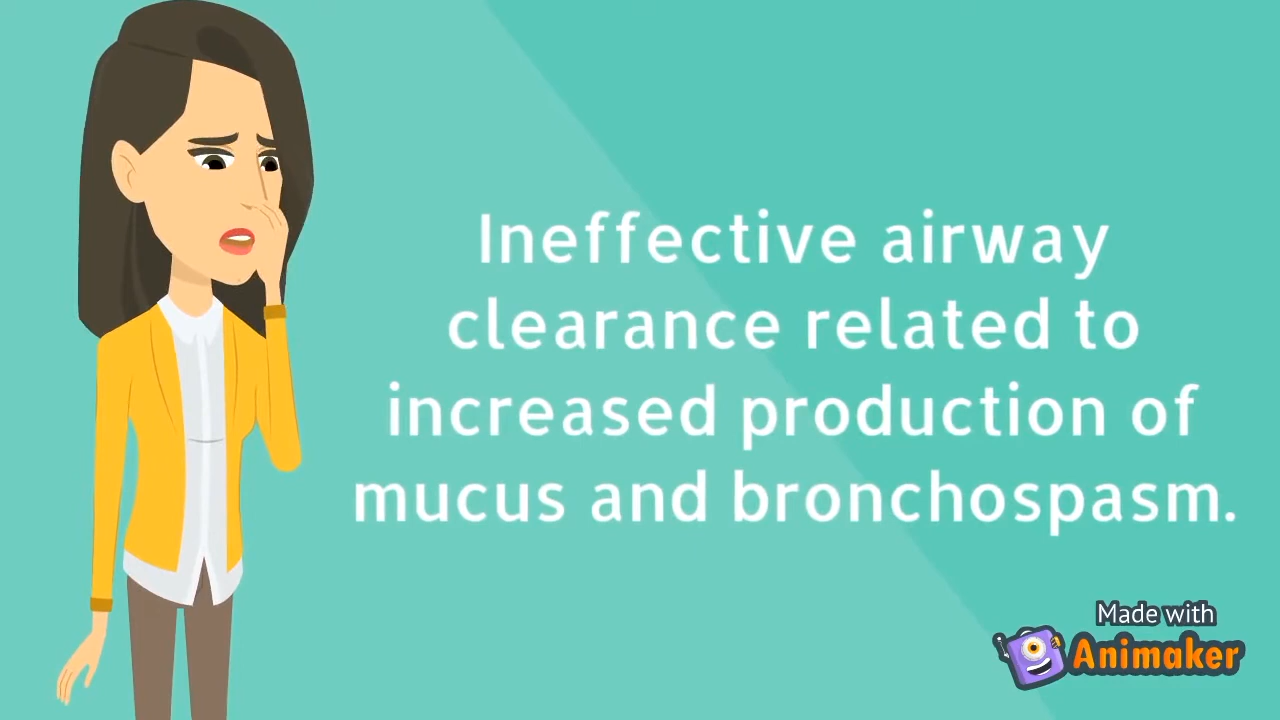 Ineffective airway
clearance related to
increased production of
mucus and bronchospasm.
Made with
Animaker